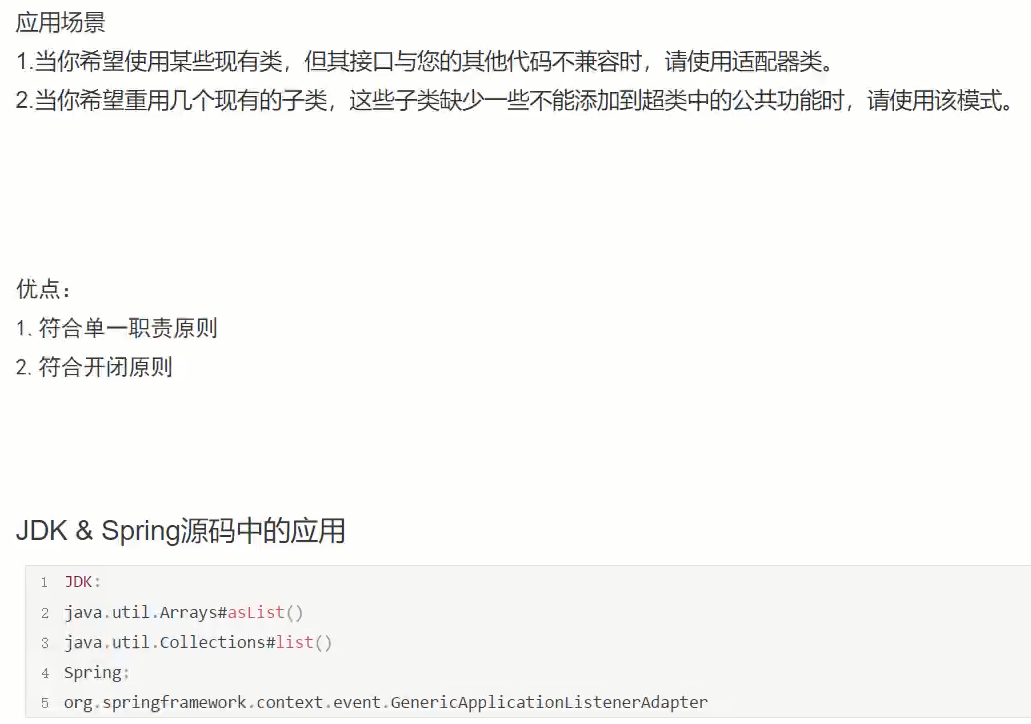 应用场景
1.当你希望使用某些现有类，但其接口与您的其他代码不兼容时，请使用适配器类。
2.当你希望重用几个现有的子类，这些子类缺少一些不能添加到超类中的公共功能时，请使用该模式。
优点：
1. 符合单一职责原则
2. 符合开闭原则
JDK & Spring源码中的应用
1 JDK:
2 java.util.Arrays#asList()
3 java.util.Collections#list()
4 Spring;
5 org.springframework.context.event.GenericApplicationListenerAdapter